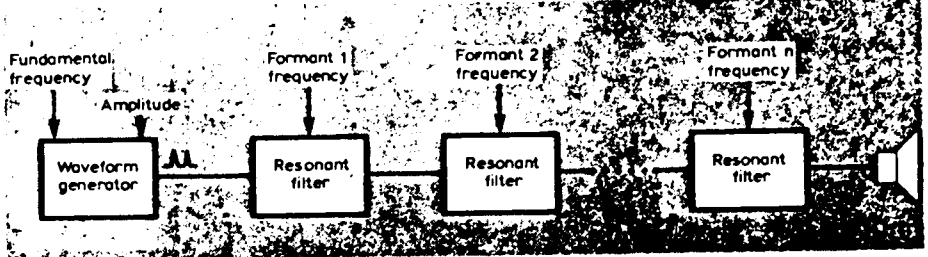 Fundamental
frequency
Amplitude
Waveform
generator
Formant 1
frequency
Resonant
filter
Formant 2
frequency
Resonant
filter
Formant n
frequency
Resonant
filter